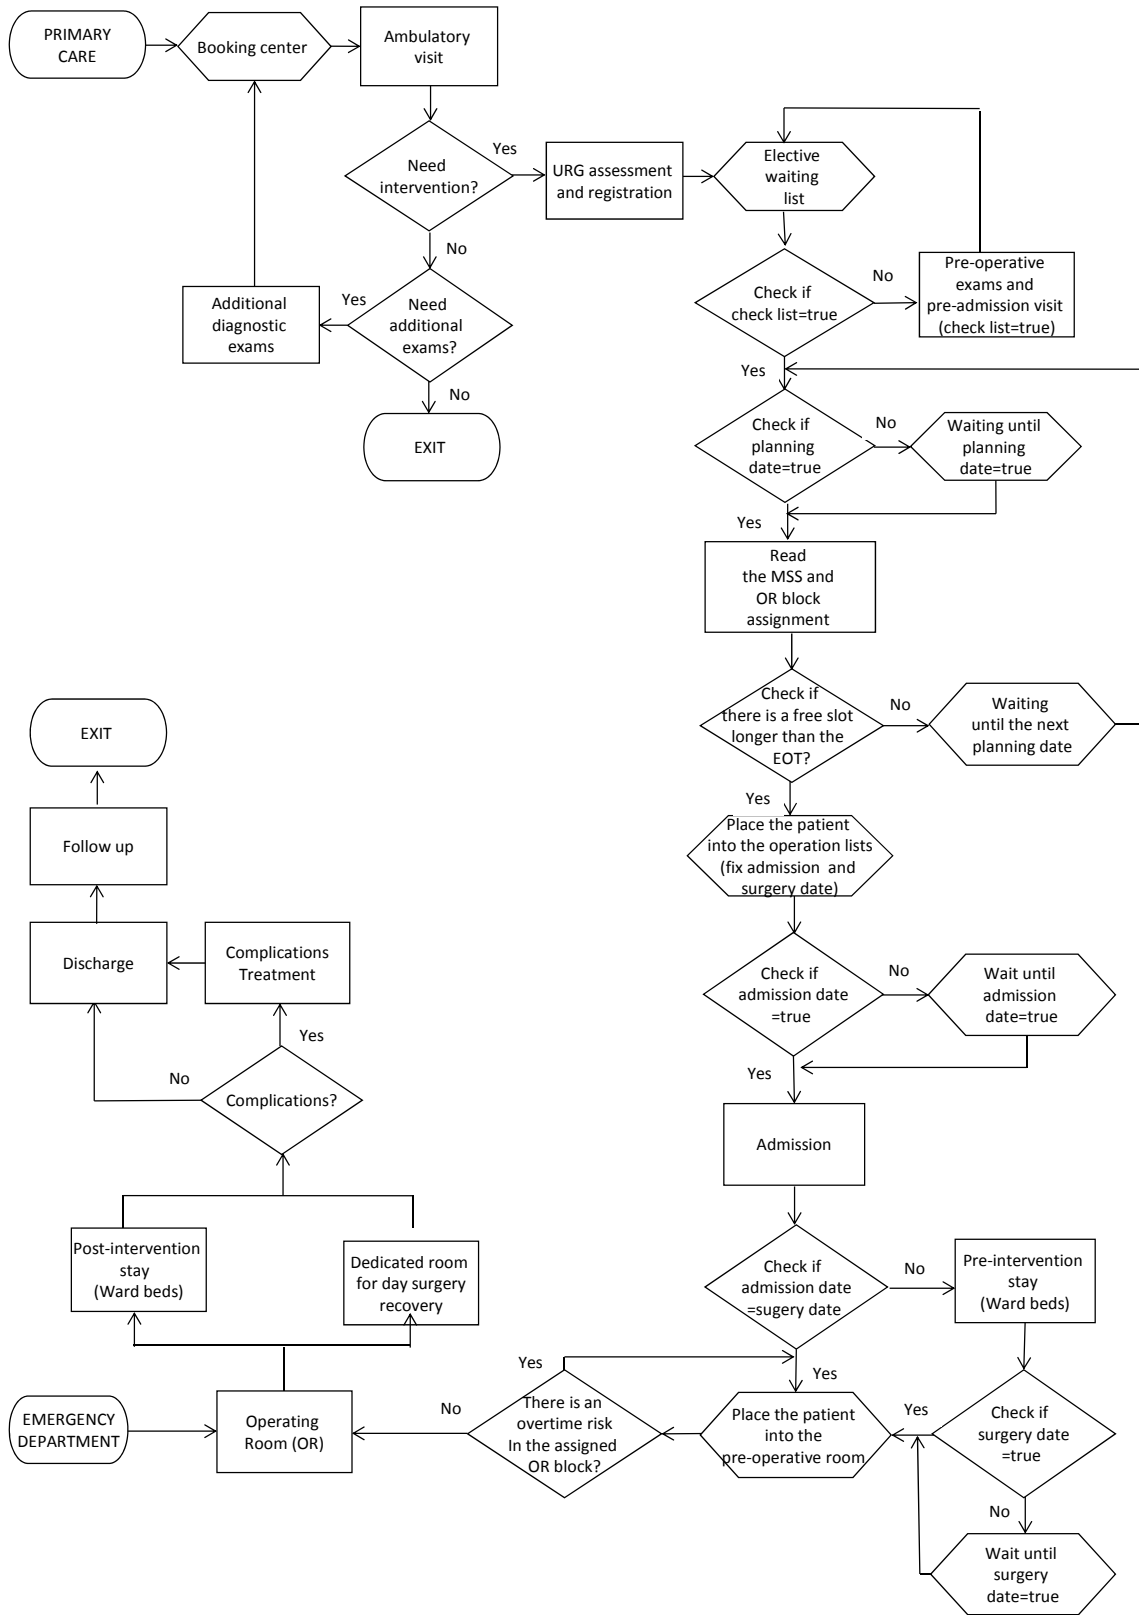 PRIMARY
CARE
Booking center
Ambulatory
visit
Need
intervention?
Yes
URG assessment
and registration
Elective
waiting
list
No
Need
additional
exams?
Yes
Additional
diagnostic
exams
No
EXIT
Check if
check list=true
No
Pre-operative
exams and
pre-admission visit
(check list=true)
Yes
Check if
planning
date=true
No
Waiting until
planning
date=true
Yes
Read
the MSS and
OR block
assignment
Check if
there is a free slot
longer than the
EOT?
No
Waiting
until the next
planning date
Yes
Place the patient
into the operation lists
(fix admission and
surgery date)
Check if
admission date
=true
No
Wait until
admission
date=true
Yes
Admission
Check if
admission date
=sugery date
No
Pre-intervention
stay
(Ward beds)
Yes
Check if
surgery date
=true
Yes
No
Wait until
surgery
date=true
Place the patient
into the
pre-operative room
There is an
overtime risk
In the assigned
OR block?
Yes
No
Operating
Room (OR)
EMERGENCY
DEPARTMENT
Post-intervention
stay
(Ward beds)
Dedicated room
for day surgery
recovery
Complications?
Yes
No
Complications
Treatment
Discharge
Follow up
EXIT